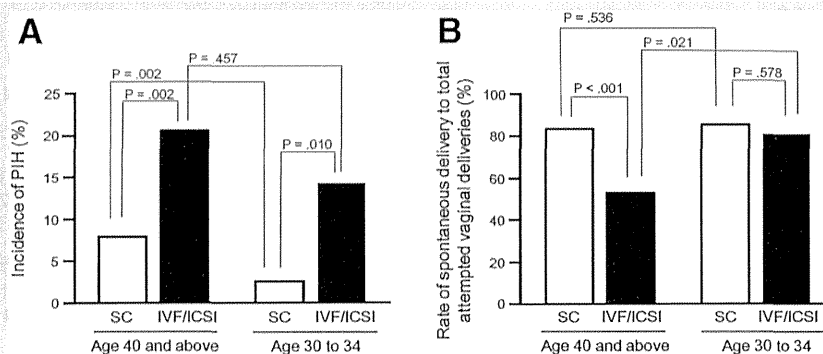 A
P = .457
P = .002
P = .002
P = .010
Incidence of PIH (%)
25
20
15
10
5
0
SC IVF/ICSI SC IVF/ICSI
Age 40 and above Age 30 to 34
B
P = .536
P = .021
P = .578
P < .001
Rate of spontaneous delivery to total
attempted vaginal deliveries (%)
100
80
60
40
20
0
SC IVF/ICSI SC IVF/ICSI
Age 40 and above Age 30 to 34